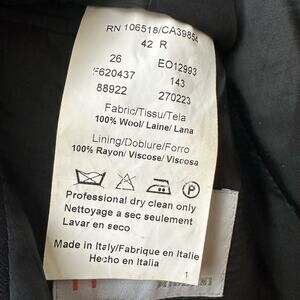 RN 106518/CA39854
42 R
26 EO12993
F620437 143
88922 270223
Fabric/Tissu/Tela
100% Wool/ Laine/ Lana
Lining/Doublure/Forro
100% Rayon/ Viscose/ Viscosa
Professional dry clean only
Nettoyage a sec seulement
Lavar en seco
Made in Italy/Fabrique en Italie
Hecho en Italia
1